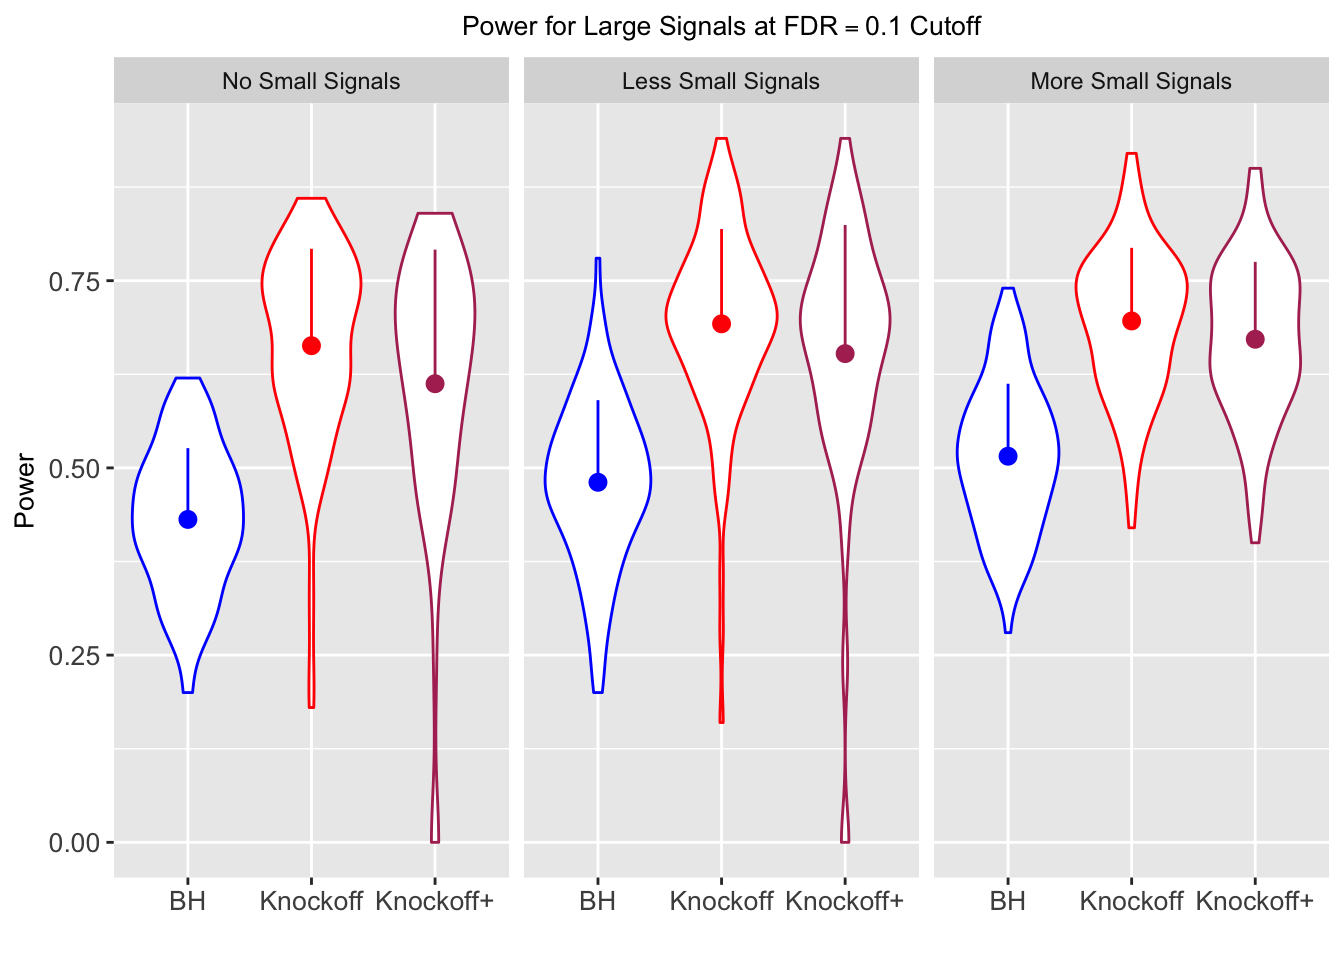 Power for Large Signals at FDR = 0.1 Cutoff
No Small Signals
Less Small Signals
More Small Signals
Power
0.75
0.50
0.25
0.00
BH Knockoff Knockoff+
BH Knockoff Knockoff+
BH Knockoff Knockoff+